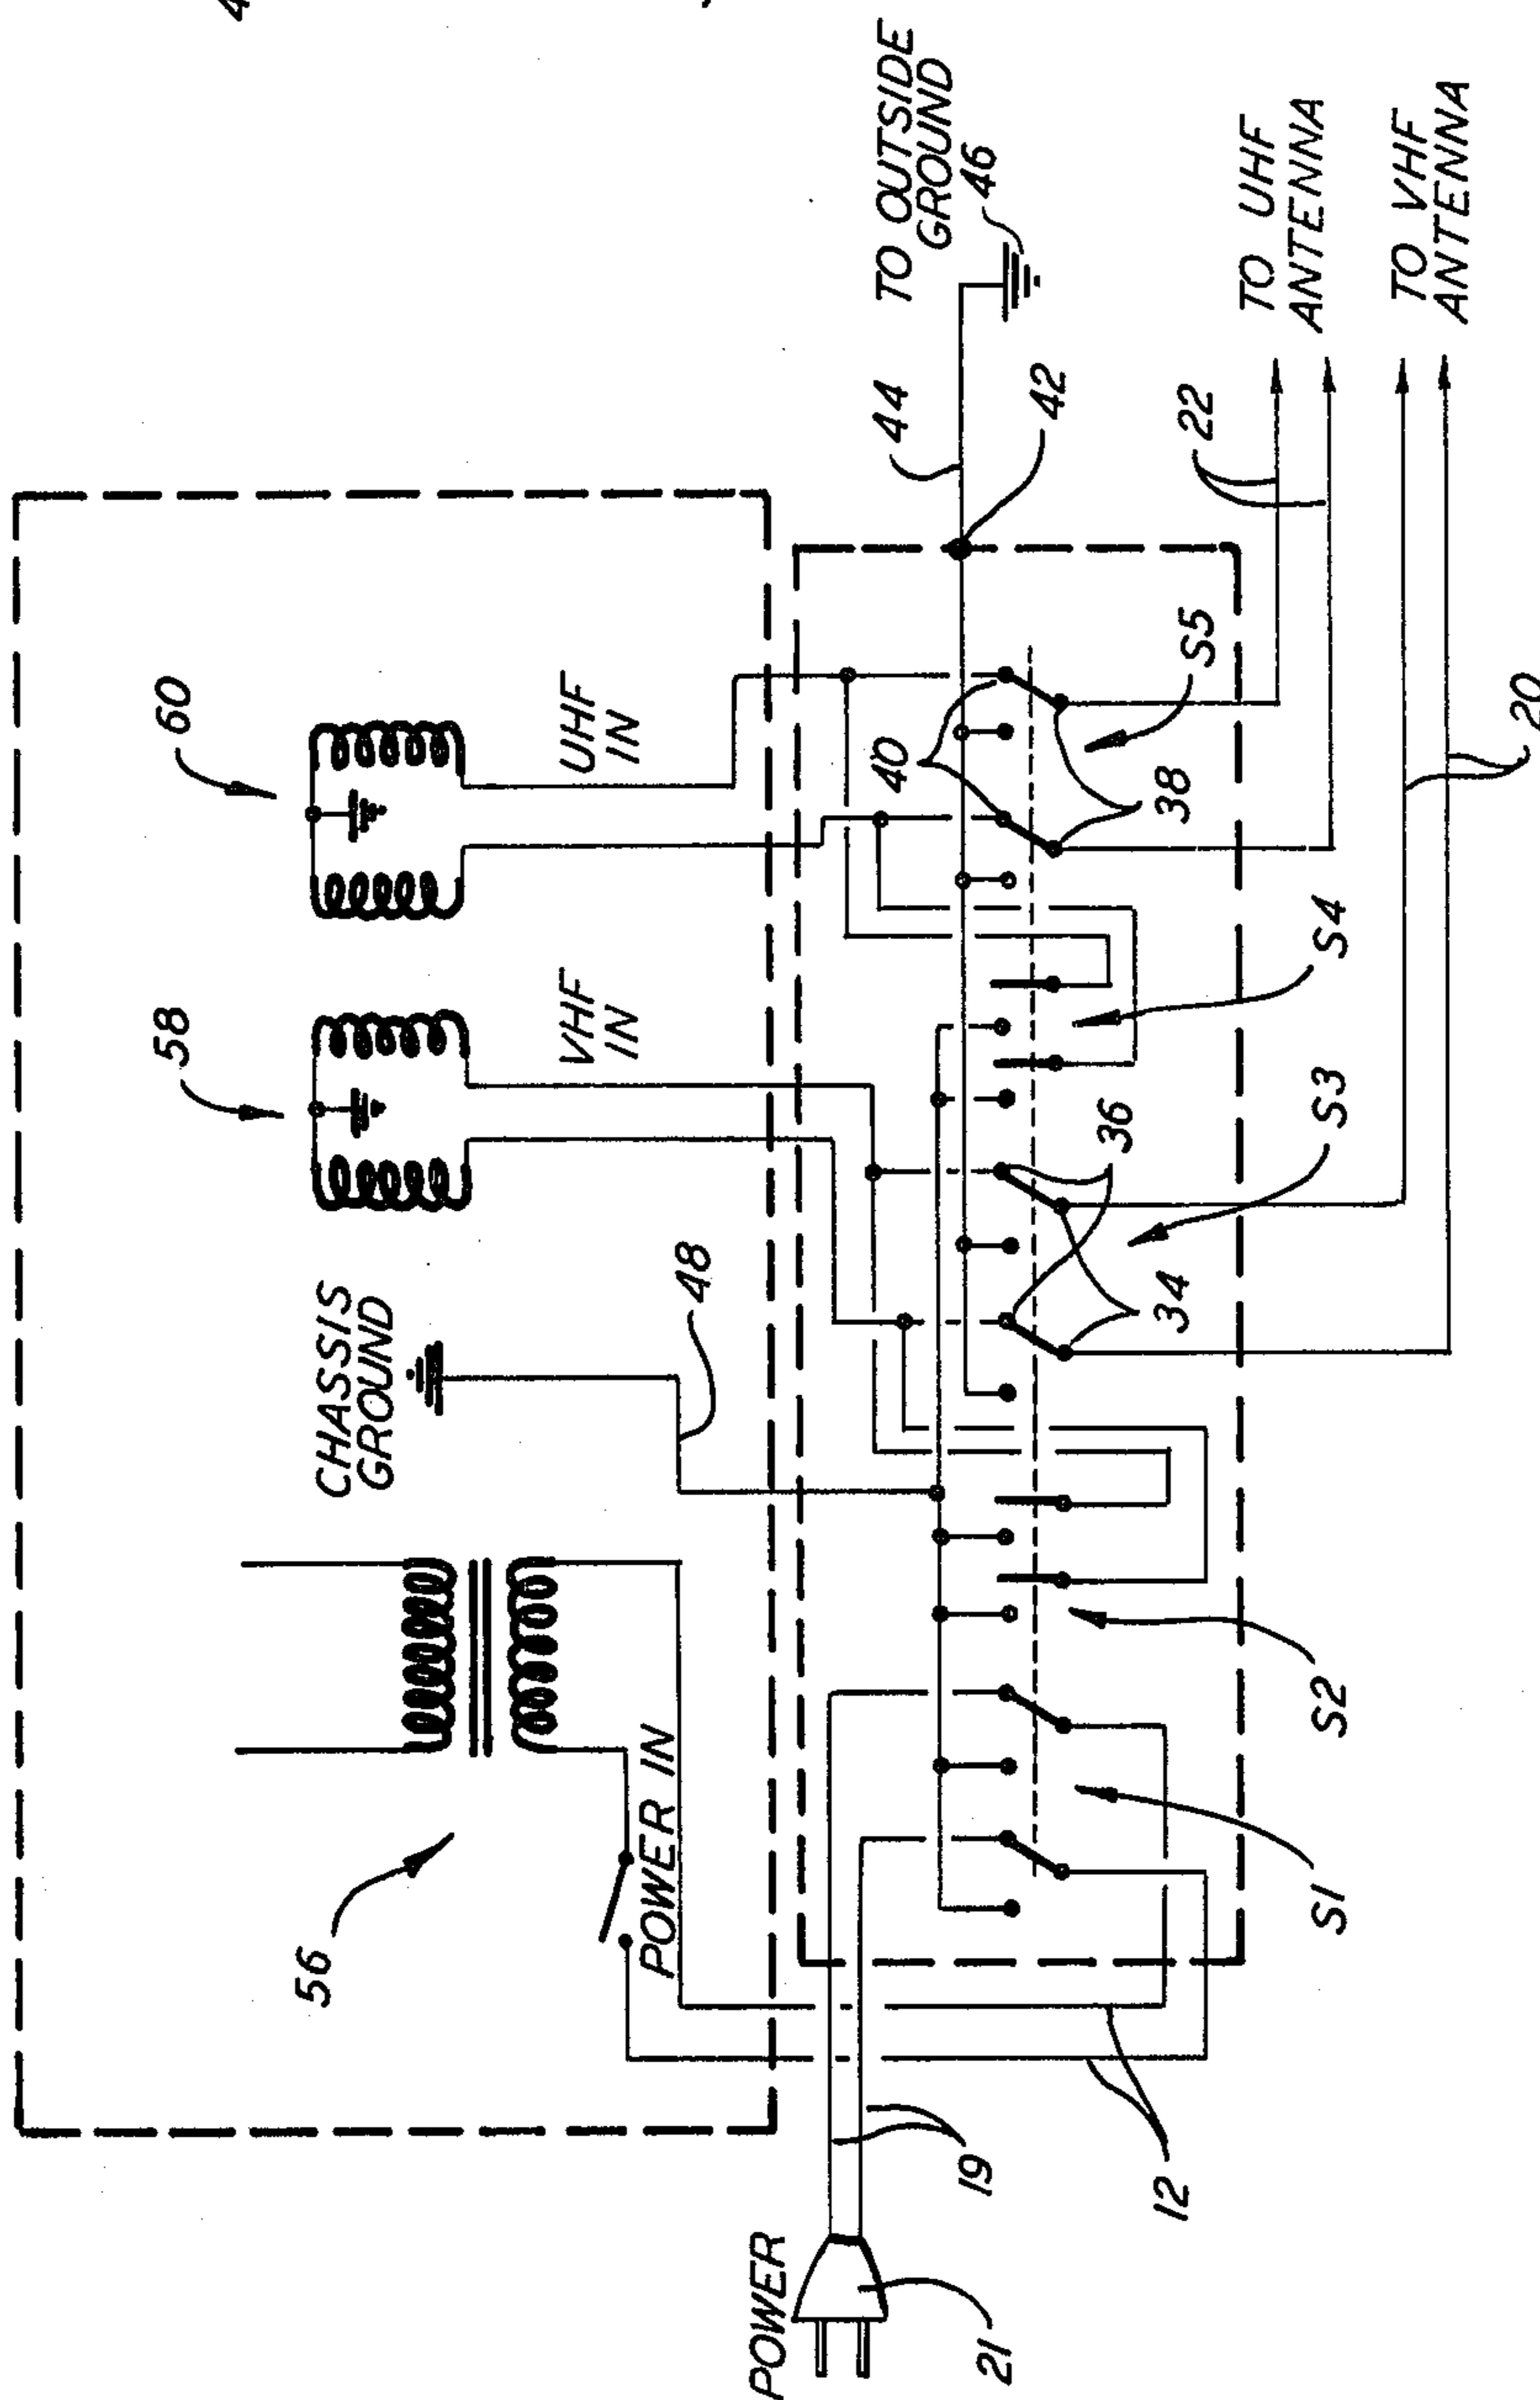 60
58
CHASSIS
GROUND
56
UHF
IN
VHF
IN
48
POWER IN
POWER
TO OUTSIDE
GROUND
46
44
42
40
38
36
34
S5
S4
S3
S2
S1
22
TO UHF
ANTENNA
TO VHF
ANTENNA
20
19
12
21
4